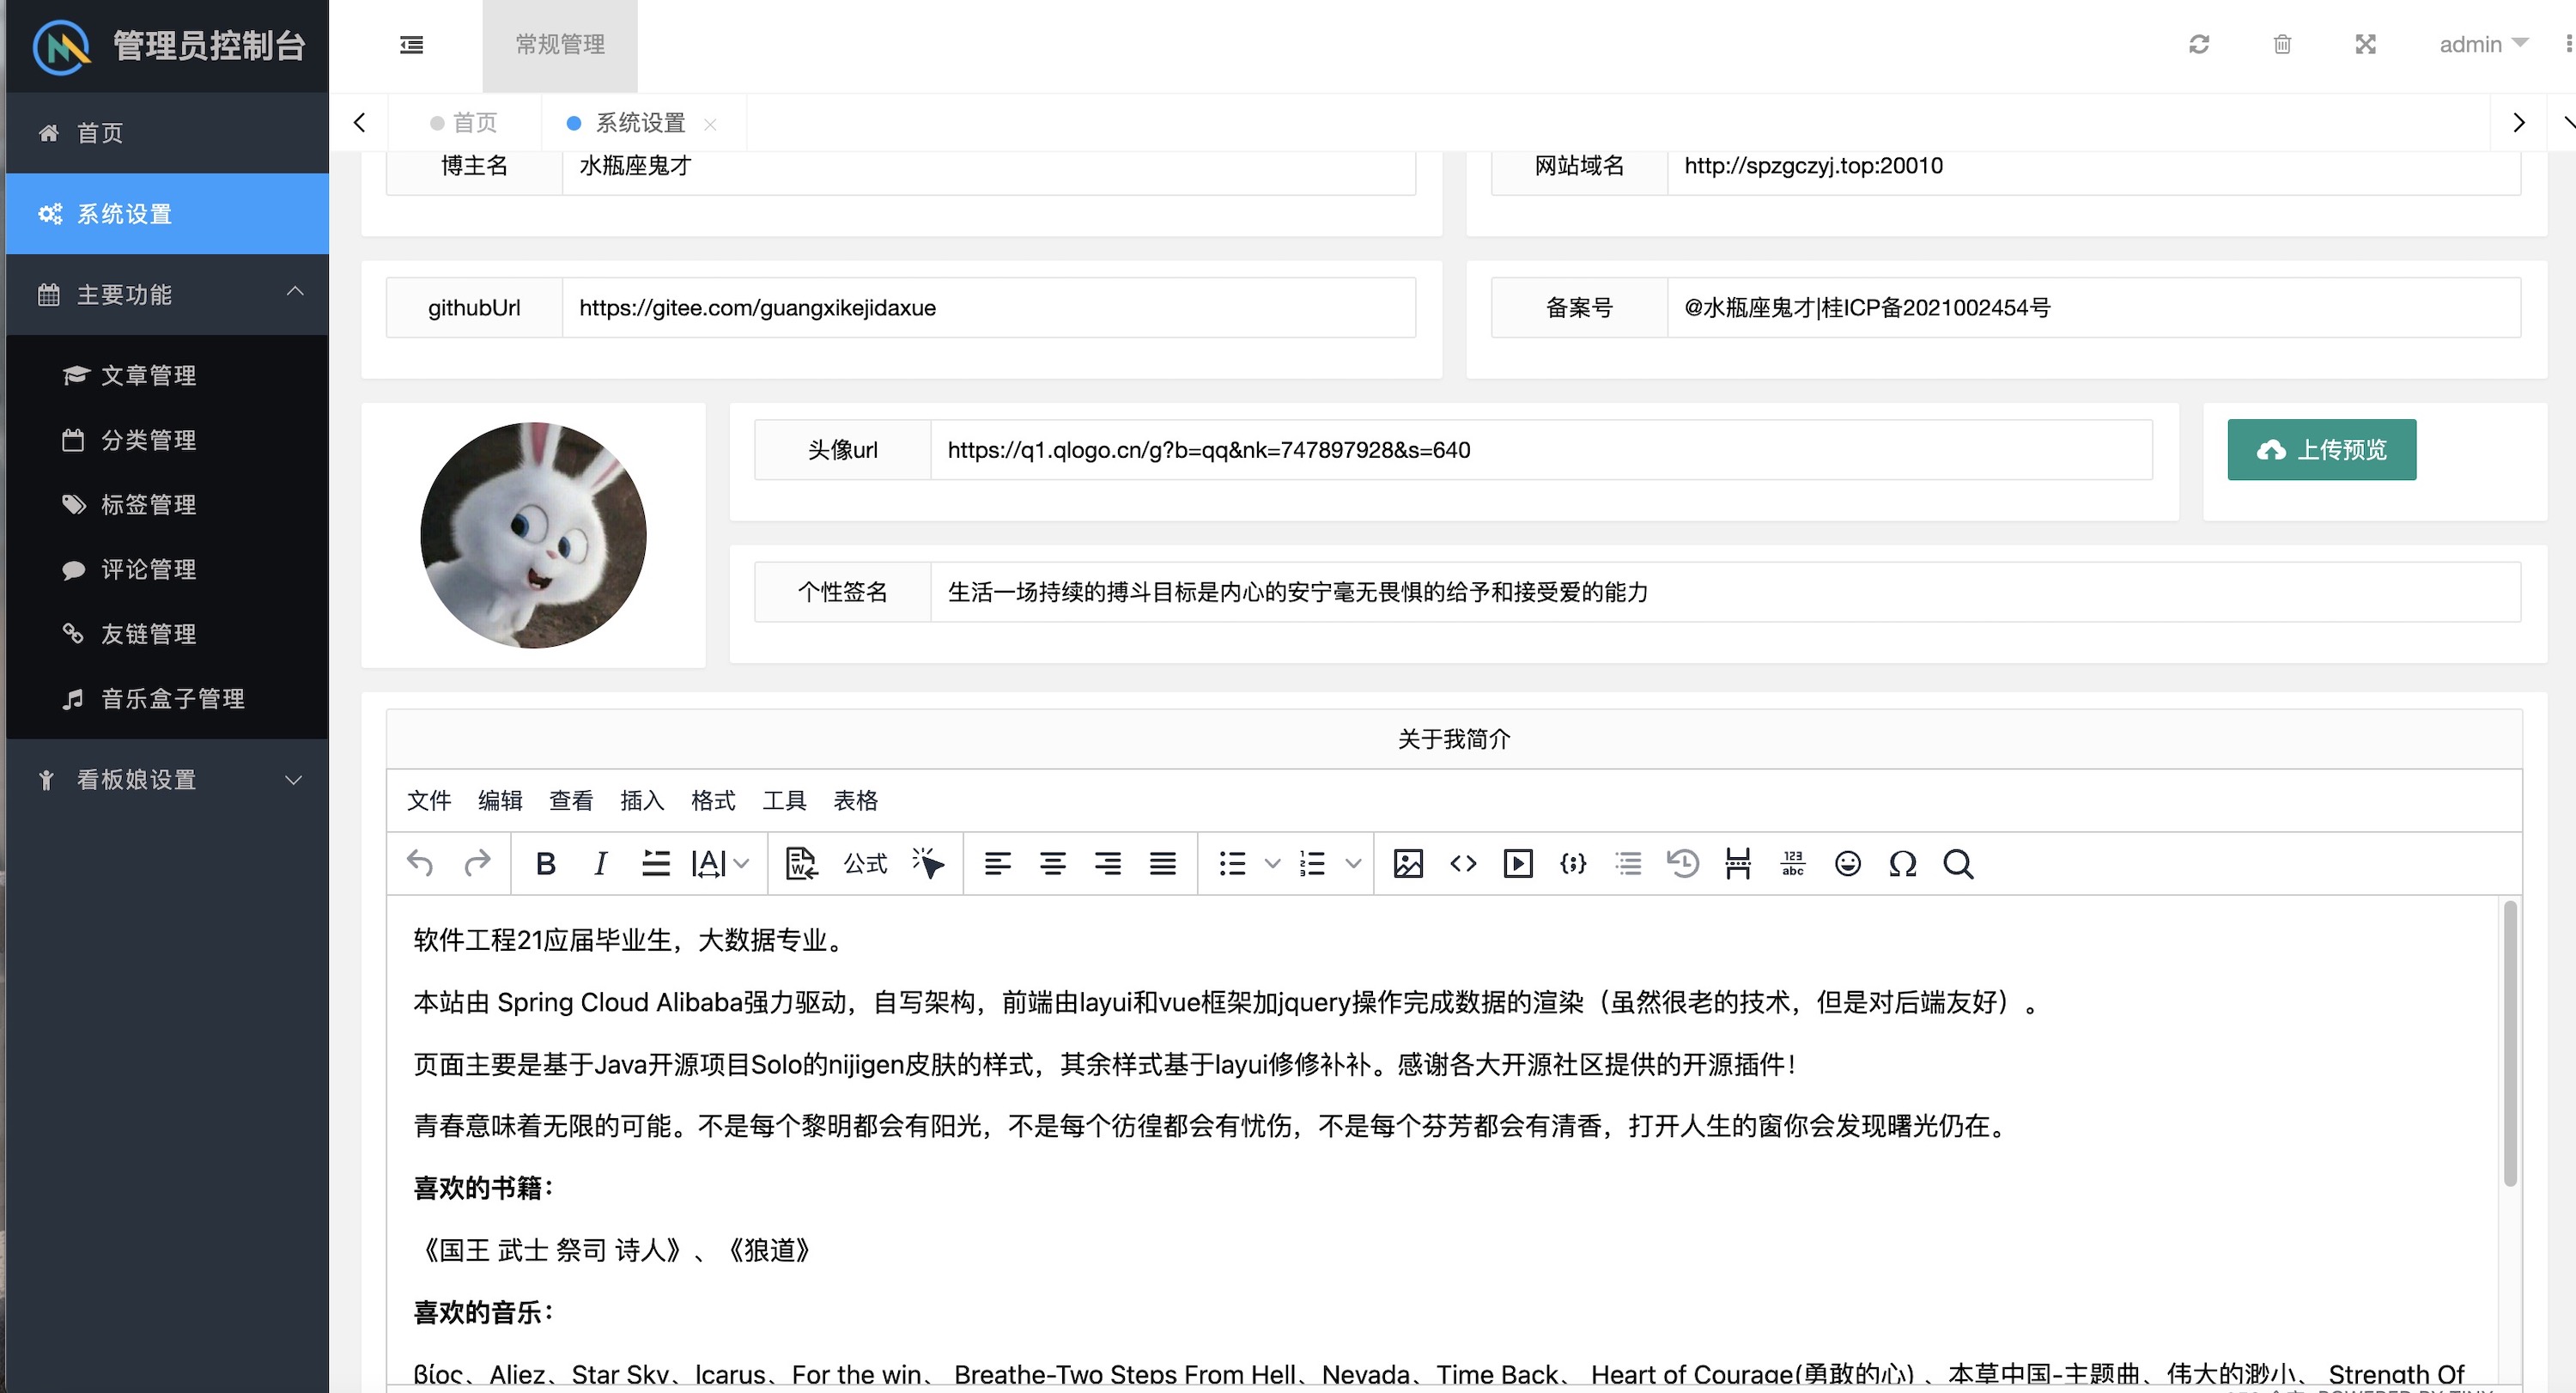 管理员控制台
常规管理
admin
首页
系统设置
首页
系统设置
主要功能
文章管理
分类管理
标签管理
评论管理
友链管理
音乐盒子管理
看板娘设置
博主名
水瓶座鬼才
网站域名
http://spzgczyj.top:20010
githubUrl
https://gitee.com/guangxikejidaxue
备案号
@水瓶座鬼才|桂ICP备2021002454号
头像url
https://q1.qlogo.cn/g?b=qq&nk=747897928&s=640
上传预览
个性签名
生活一场持续的搏斗目标是内心的安宁毫无畏惧的给予和接受爱的能力
关于我简介
文件 编辑 查看 插入 格式 工具 表格
公式
软件工程21应届毕业生，大数据专业。
本站由 Spring Cloud Alibaba强力驱动，自写架构，前端由layui和vue框架加jquery操作完成数据的渲染（虽然很老的技术，但是对后端友好）。
页面主要是基于Java开源项目Solo的nijigen皮肤的样式，其余样式基于layui修修补补。感谢各大开源社区提供的开源插件！
青春意味着无限的可能。不是每个黎明都会有阳光，不是每个彷徨都会有忧伤，不是每个芬芳都会有清香，打开人生的窗你会发现曙光仍在。
喜欢的书籍：
《国王 武士 祭司 诗人》、《狼道》
喜欢的音乐：
βίος、Aliez、Star Sky、Icarus、For the win、 Breathe-Two Steps From Hell、Nevada、Time Back、 Heart of Courage(勇敢的心) 、本草中国-主题曲、伟大的渺小、 Strength Of